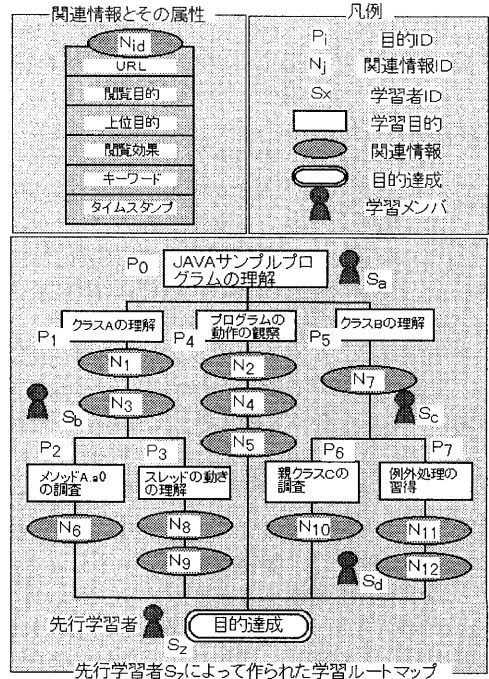 関連情報とその属性
Nid
URL
閲覧目的
上位目的
閲覧効果
キーワード
タイムスタンプ
凡例
Pi 目的ID
Nj 関連情報ID
Sx 学習者ID
学習目的
関連情報
目的達成
学習メンバ
P0
JAVAサンプルプロ
グラムの理解
Sa
P1
クラスAの理解
P4
プログラムの
動作の観察
P5
クラスBの理解
N1
N3
N2
N4
N5
N7
Sb
Sc
P2
メソッドA.a()
の調査
P3
スレッドの動き
の理解
P6
親クラスCの
調査
P7
例外処理の
習得
N6
N8
N9
N10
N11
N12
Sd
先行学習者
Sz
目的達成
先行学習者Szによって作られた学習ルートマップ